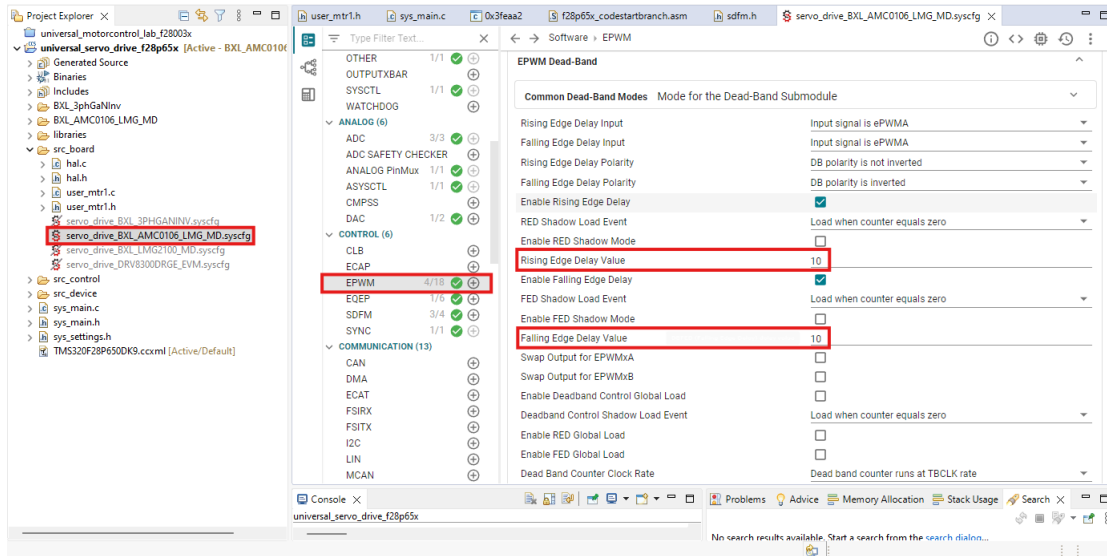 Project Explorer
universal_motorcontrol_lab_f28003x
universal_servo_drive_f28p65x [Active - BXL_AMC0106
Generated Source
Binaries
Includes
BXL_3phGaNInv
BXL_AMC0106_LMG_MD
libraries
src_board
hal.c
hal.h
user_mtr1.c
user_mtr1.h
servo_drive_BXL_3PHGANINV.syscfg
servo_drive_BXL_AMC0106_LMG_MD.syscfg
servo_drive_BXL_LMG2100_MD.syscfg
servo_drive_DRV8300DRGE_EVM.syscfg
src_control
src_device
sys_main.c
sys_main.h
sys_settings.h
TMS320F28P650DK9.ccxml [Active/Default]
user_mtr1.h
sys_main.c
0x3feaa2
f28p65x_codestartbranch.asm
sdfm.h
servo_drive_BXL_AMC0106_LMG_MD.syscfg
Type Filter Text...
Software › EPWM
OTHER 1/1
OUTPUTXBAR
SYSCTL 1/1
WATCHDOG
ANALOG (6)
ADC 3/3
ADC SAFETY CHECKER
ANALOG PinMux 1/1
ASYSCTL 1/1
CMPSS
DAC 1/2
CONTROL (6)
CLB
ECAP
EPWM 4/18
EQEP 1/6
SDFM 3/4
SYNC 1/1
COMMUNICATION (13)
CAN
DMA
ECAT
FSIRX
FSITX
I2C
LIN
MCAN
EPWM Dead-Band
Common Dead-Band Modes Mode for the Dead-Band Submodule
Rising Edge Delay Input Input signal is ePWMA
Falling Edge Delay Input Input signal is ePWMA
Rising Edge Delay Polarity DB polarity is not inverted
Falling Edge Delay Polarity DB polarity is inverted
Enable Rising Edge Delay
RED Shadow Load Event Load when counter equals zero
Enable RED Shadow Mode
Rising Edge Delay Value 10
Enable Falling Edge Delay
FED Shadow Load Event Load when counter equals zero
Enable FED Shadow Mode
Falling Edge Delay Value 10
Swap Output for EPWMxA
Swap Output for EPWMxB
Enable Deadband Control Global Load
Deadband Control Shadow Load Event Load when counter equals zero
Enable RED Global Load
Enable FED Global Load
Dead Band Counter Clock Rate Dead band counter runs at TBCLK rate
Console
universal_servo_drive_f28p65x
Problems
Advice
Memory Allocation
Stack Usage
Search
No search results available. Start a search from the search dialog...